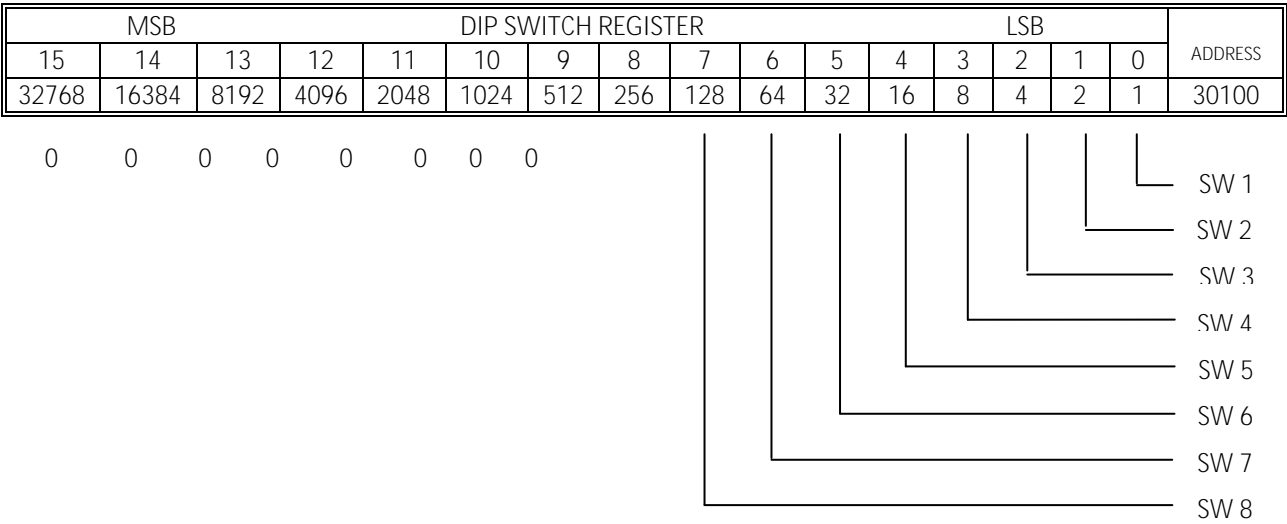 MSB DIP SWITCH REGISTER LSB ADDRESS
15 14 13 12 11 10 9 8 7 6 5 4 3 2 1 0
32768 16384 8192 4096 2048 1024 512 256 128 64 32 16 8 4 2 1 30100
0 0 0 0 0 0 0 0
SW 1
SW 2
SW 3
SW 4
SW 5
SW 6
SW 7
SW 8